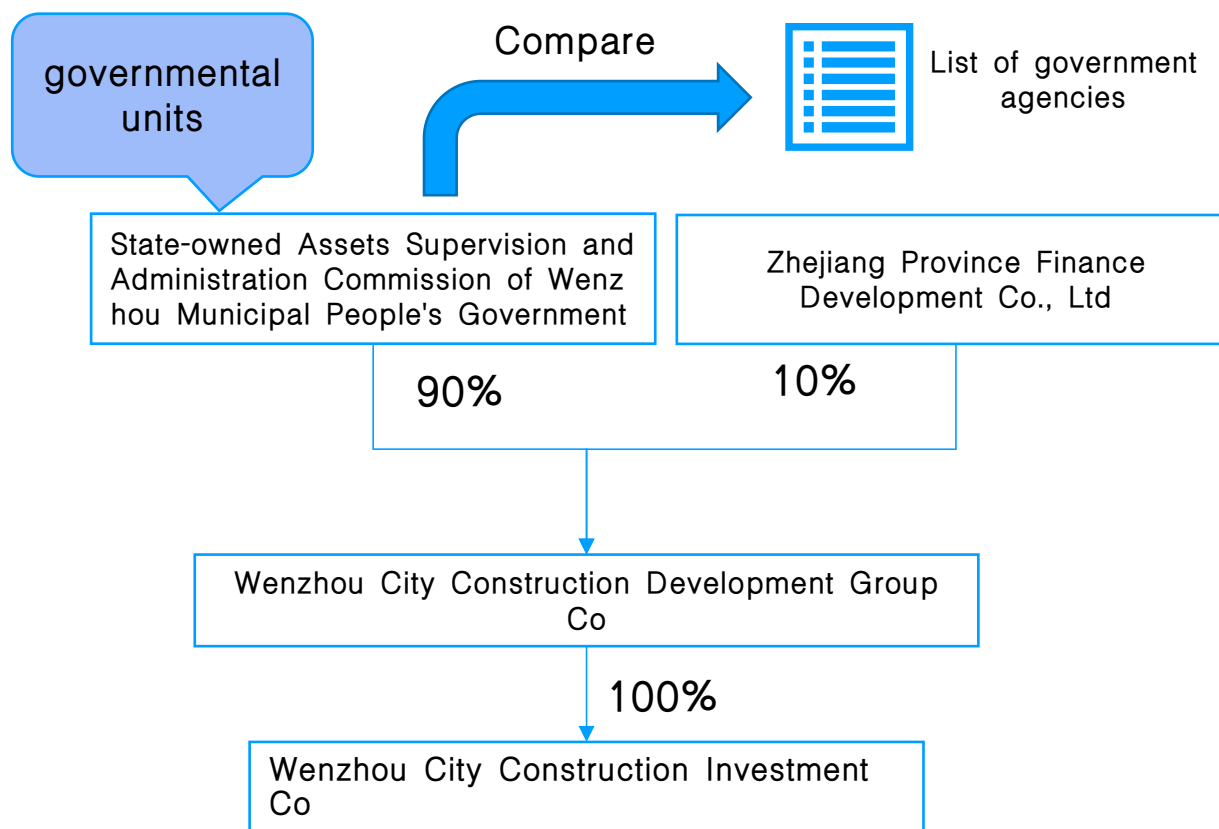 governmental
units
Compare
List of government
agencies
State-owned Assets Supervision and
Administration Commission of Wenz
hou Municipal People's Government
Zhejiang Province Finance
Development Co., Ltd
90%
10%
Wenzhou City Construction Development Group
Co
100%
Wenzhou City Construction Investment
Co